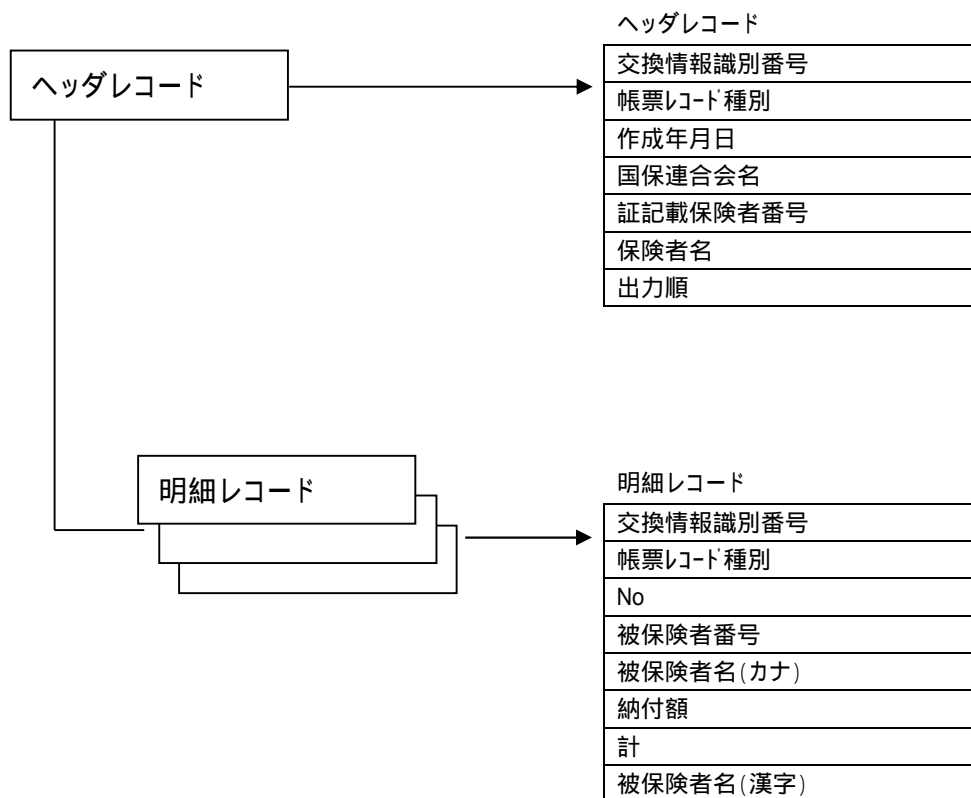 ヘッダレコード
ヘッダレコード
交換情報識別番号
帳票ﾚｺｰﾄﾞ種別
作成年月日
国保連合会名
証記載保険者番号
保険者名
出力順
明細レコード
明細レコード
交換情報識別番号
帳票ﾚｺｰﾄﾞ種別
No
被保険者番号
被保険者名(カナ)
納付額
計
被保険者名(漢字)